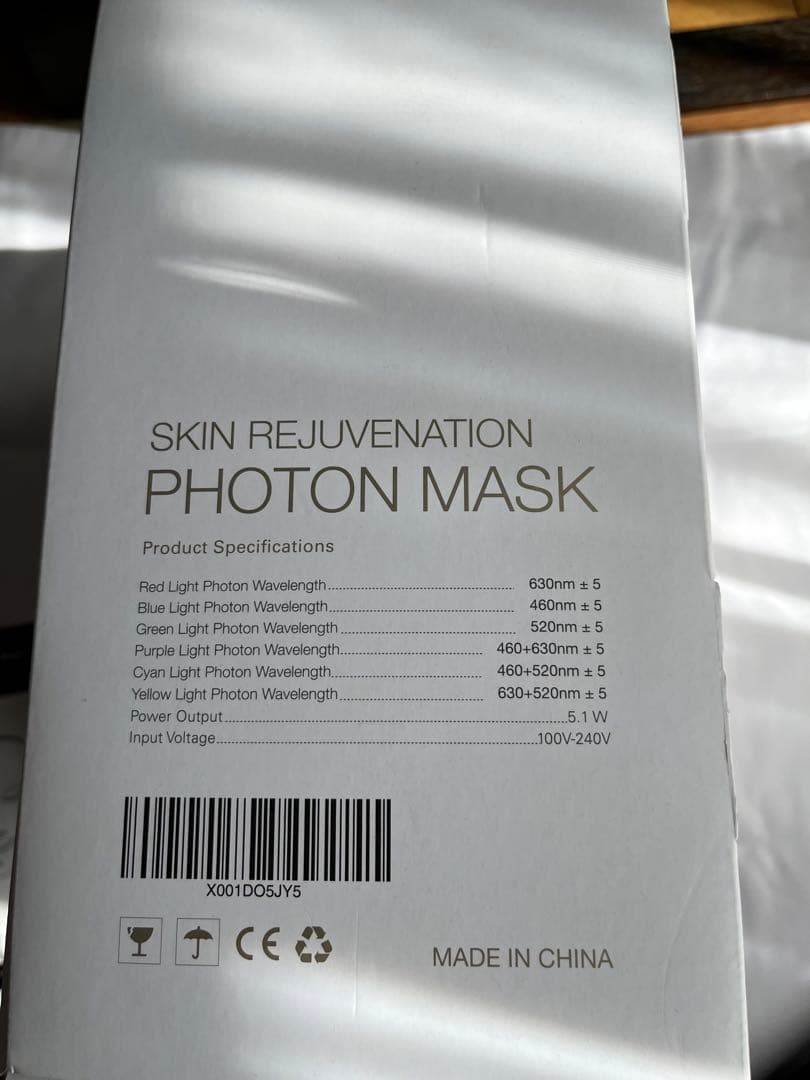 SKIN REJUVENATION
PHOTON MASK
Product Specifications
Red Light Photon Wavelength 630nm ± 5
Blue Light Photon Wavelength 460nm ± 5
Green Light Photon Wavelength 520nm ± 5
Purple Light Photon Wavelength 460+630nm ± 5
Cyan Light Photon Wavelength 460+520nm ± 5
Yellow Light Photon Wavelength 630+520nm ± 5
Power Output 5.1 W
Input Voltage 100V-240V
X001DO5JY5
CE
MADE IN CHINA